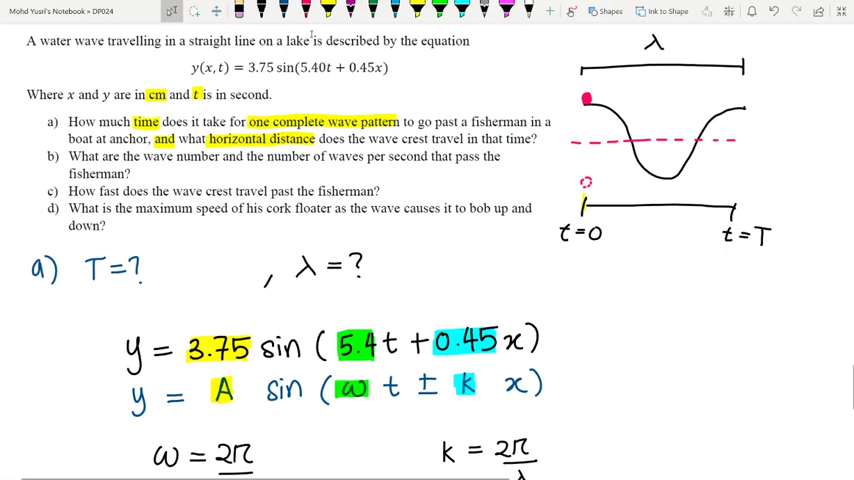 Mohd Yusri's Notebook » DP024
Shapes
Ink to Shape
A water wave travelling in a straight line on a lake is described by the equation
y(x,t) = 3.75 sin(5.40t + 0.45x)
Where x and y are in cm and t is in second.
a) How much time does it take for one complete wave pattern to go past a fisherman in a
boat at anchor, and what horizontal distance does the wave crest travel in that time?
b) What are the wave number and the number of waves per second that pass the
fisherman?
c) How fast does the wave crest travel past the fisherman?
d) What is the maximum speed of his cork floater as the wave causes it to bob up and
down?
λ
t=0 t=T
a) T=? , λ=?
y = 3.75 sin ( 5.4t + 0.45x)
y = A sin ( ω t ± k x)
ω = 2π
k = 2π
λ